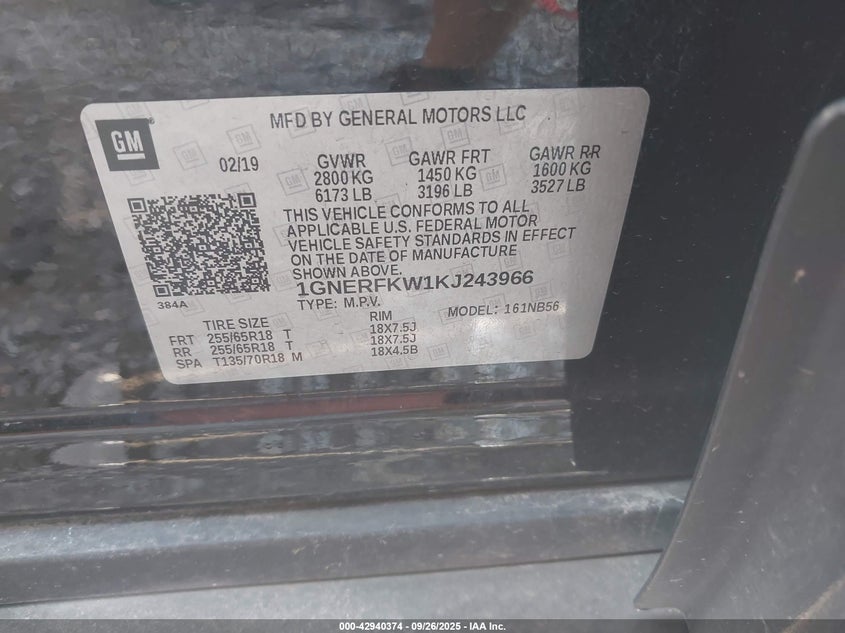 MFD BY GENERAL MOTORS LLC
GM
02/19 GVWR GAWR FRT GAWR RR
2800 KG 1450 KG 1600 KG
6173 LB 3196 LB 3527 LB
THIS VEHICLE CONFORMS TO ALL
APPLICABLE U.S. FEDERAL MOTOR
VEHICLE SAFETY STANDARDS IN EFFECT
ON THE DATE OF MANUFACTURE
SHOWN ABOVE.
1GNERFKW1KJ243966
384A
TYPE: M.P.V. MODEL: 161NB56
TIRE SIZE RIM
FRT 255/65R18 T 18X7.5J
RR 255/65R18 T 18X7.5J
SPA T135/70R18 M 18X4.5B
000-42940374 - 09/26/2025 - IAA Inc.